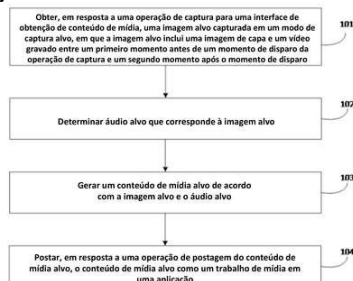 Obter, em resposta a uma operação de captura para uma interface de
obtenção de conteúdo de mídia, uma imagem alvo capturada em um modo de
captura alvo, em que a imagem alvo inclui uma imagem de capa e um vídeo
gravado entre um primeiro momento antes de um momento de disparo da
operação de captura e um segundo momento após o momento de disparo
101
Determinar áudio alvo que corresponde à imagem alvo
102
Gerar um conteúdo de mídia alvo de acordo
com a imagem alvo e o áudio alvo
103
Postar, em resposta a uma operação de postagem do conteúdo de
mídia alvo, o conteúdo de mídia alvo como um trabalho de mídia em
uma aplicação
104